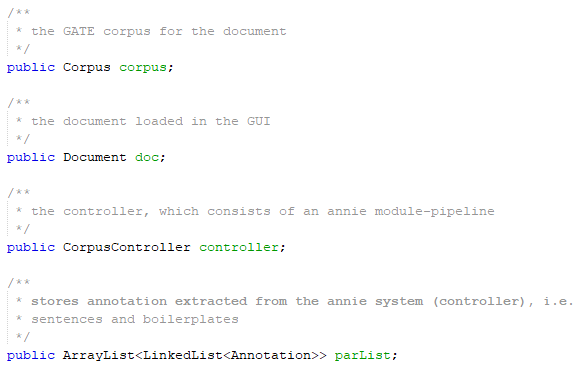 /**
 * the GATE corpus for the document
 */
public Corpus corpus;
/**
 * the document loaded in the GUI
 */
public Document doc;
/**
 * the controller, which consists of an annie module-pipeline
 */
public CorpusController controller;
/**
 * stores annotation extracted from the annie system (controller), i.e.
 * sentences and boilerplates
 */
public ArrayList<LinkedList<Annotation>> parList;